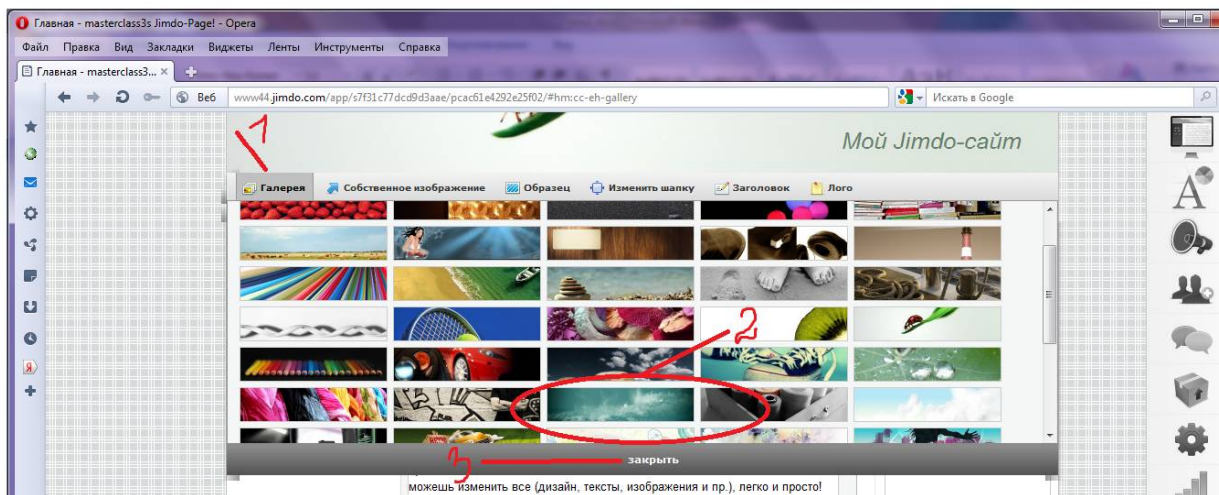 Главная - masterclass3s Jimdo-Page! - Opera
Файл Правка Вид Закладки Виджеты Ленты Инструменты Справка
Главная - masterclass3...
Веб www44.jimdo.com/app/s7f31c77dcd9d3aae/pcac61e4292e25f02/#hm:cc-eh-gallery Искать в Google
1
Мой Jimdo-сайт
Галерея Собственное изображение Образец Изменить шапку Заголовок Лого
2
3 закрыть
можешь изменить все (дизайн, тексты, изображения и пр.), легко и просто!